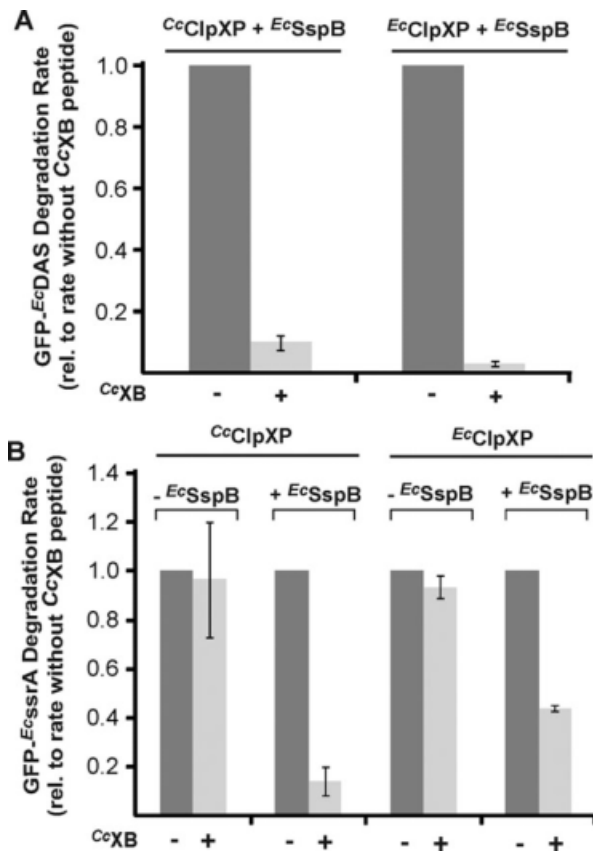 A
CcClpXP + EcSspB
EcClpXP + EcSspB
GFP-EcDAS Degradation Rate
(rel. to rate without CcXB peptide)
1.0
0.8
0.6
0.4
0.2
CcXB
-
+
-
+
B
CcClpXP
EcClpXP
- EcSspB
+ EcSspB
- EcSspB
+ EcSspB
GFP-EcssrA Degradation Rate
(rel. to rate without CcXB peptide)
1.4
1.2
1.0
0.8
0.6
0.4
0.2
CcXB
- +
- +
- +
- +